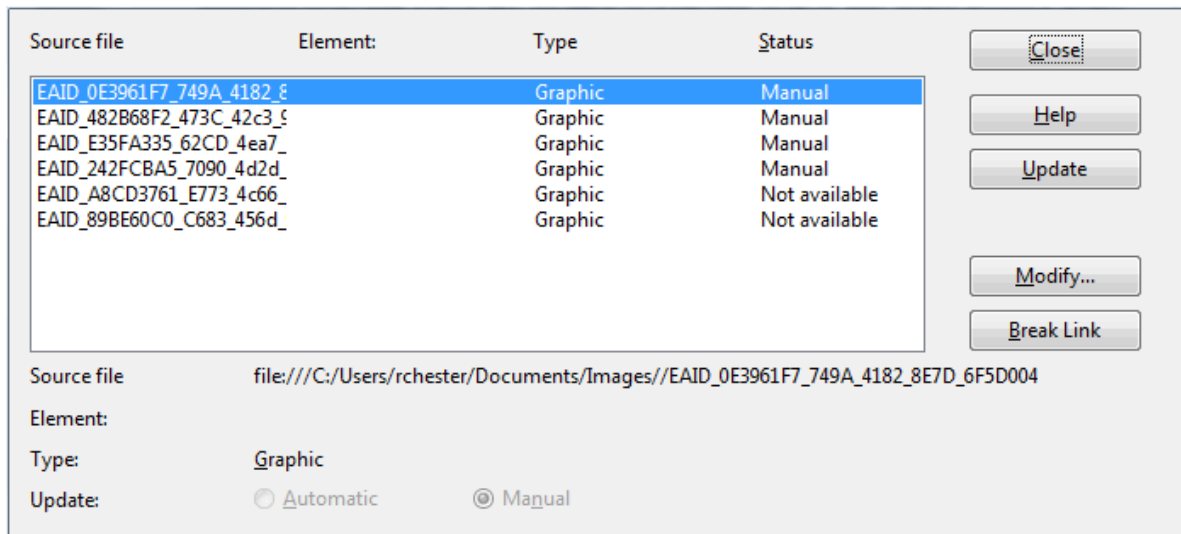 Source file Element: Type Status
Close
EAID_0E3961F7_749A_4182_8 Graphic Manual
EAID_482B68F2_473C_42c3_9 Graphic Manual
Help
EAID_E35FA335_62CD_4ea7_ Graphic Manual
EAID_242FCBA5_7090_4d2d_ Graphic Manual
Update
EAID_A8CD3761_E773_4c66_ Graphic Not available
EAID_89BE60C0_C683_456d_ Graphic Not available
Modify...
Break Link
Source file file:///C:/Users/rchester/Documents/Images//EAID_0E3961F7_749A_4182_8E7D_6F5D004
Element:
Type: Graphic
Update: Automatic Manual